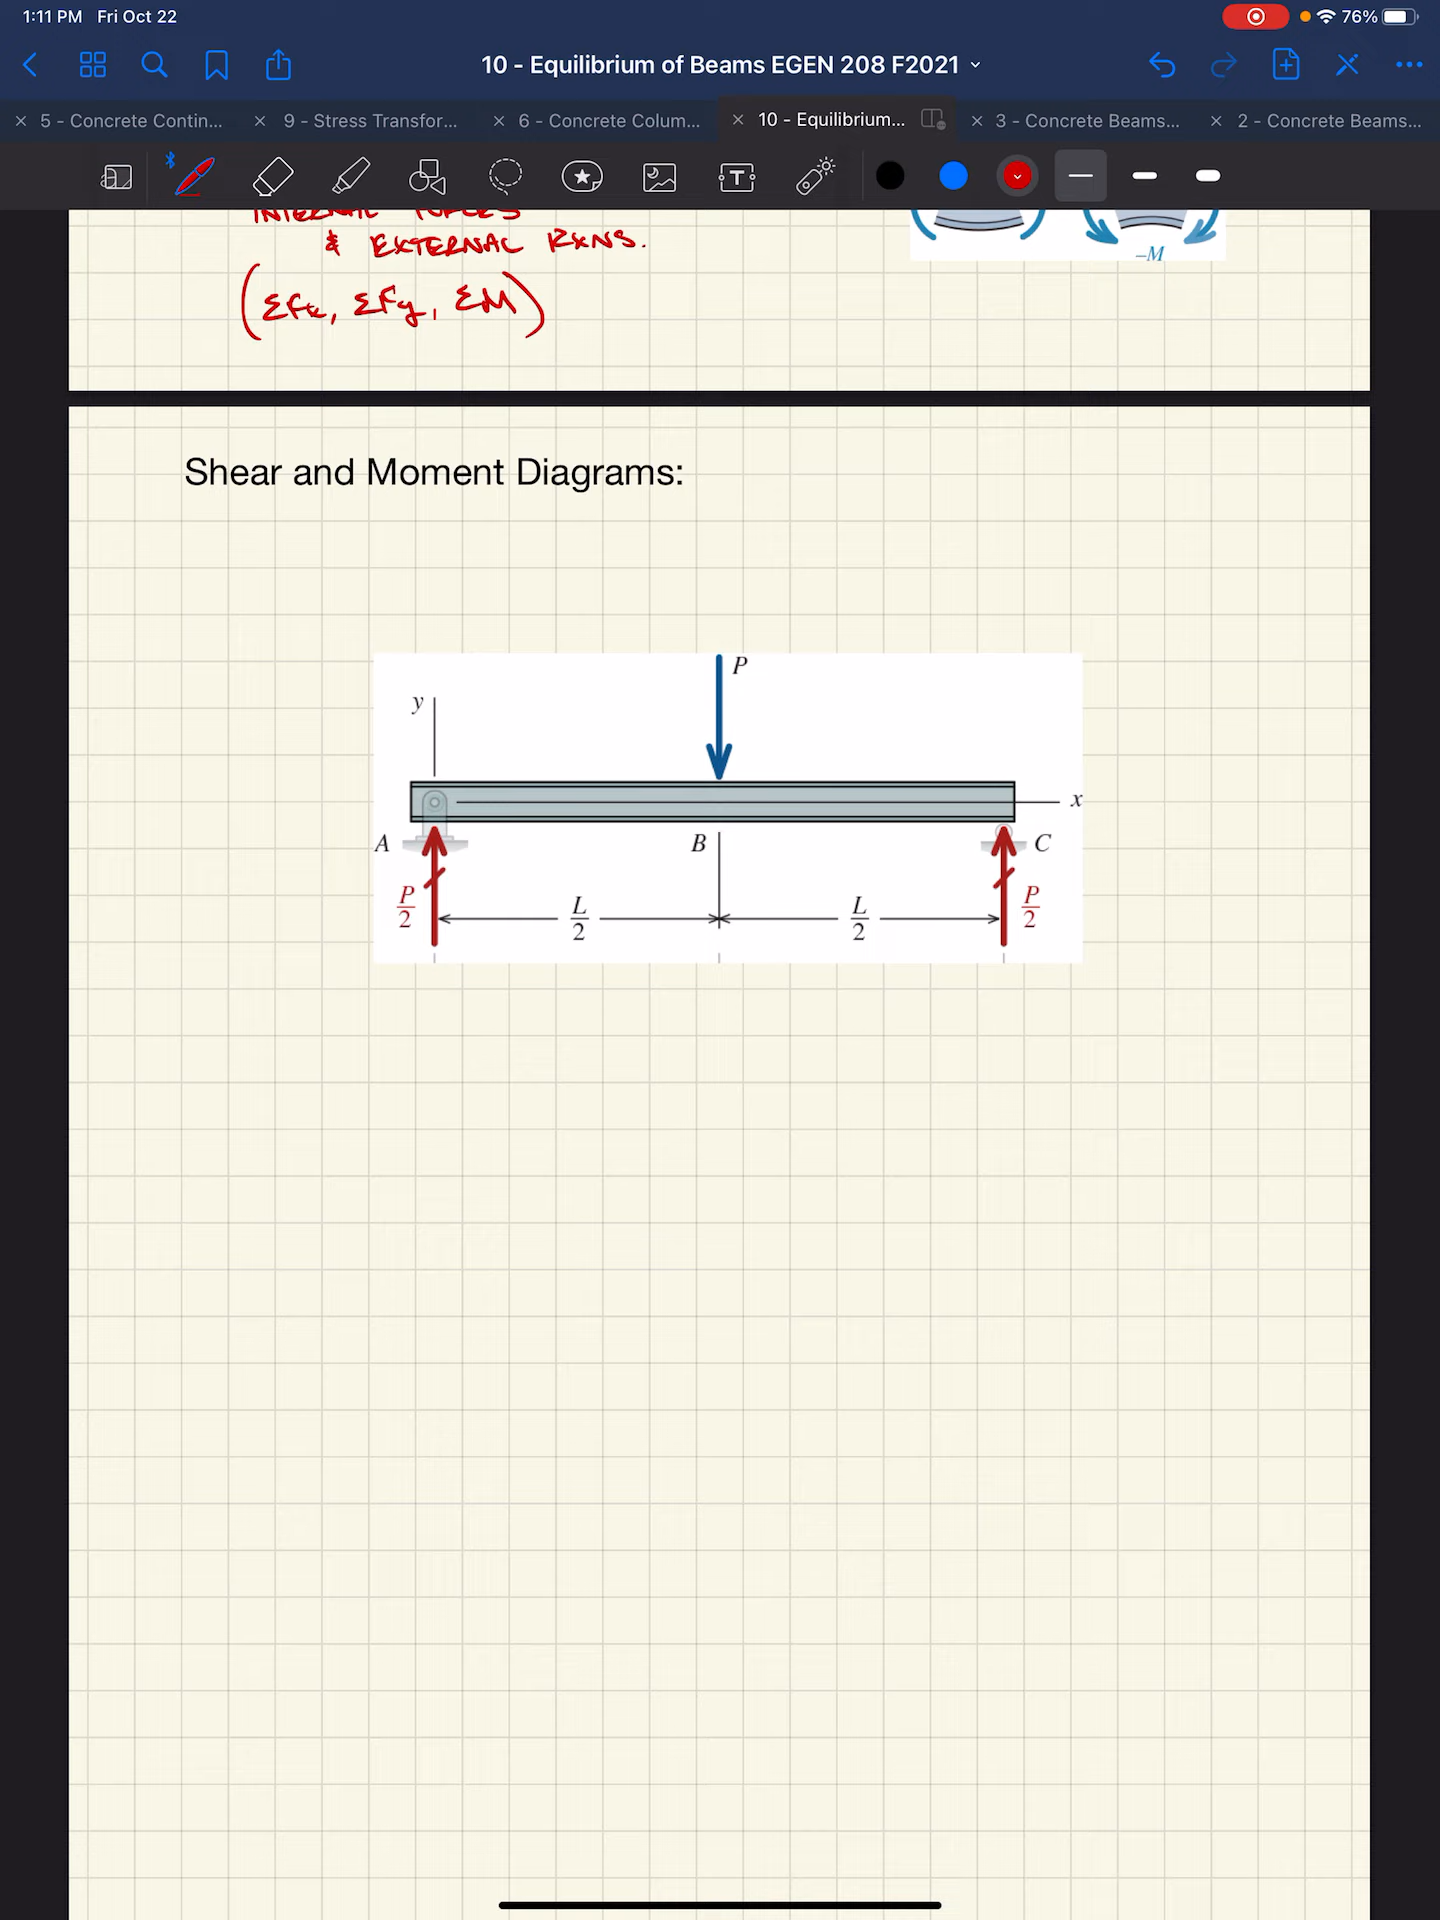 1:11 PM Fri Oct 22
76%
10 - Equilibrium of Beams EGEN 208 F2021
5 - Concrete Contin...
9 - Stress Transfor...
6 - Concrete Colum...
10 - Equilibrium...
3 - Concrete Beams...
2 - Concrete Beams...
T
INTERNAL FORCES
& EXTERNAL RXNS.
(ΣFx, ΣFy, ΣM)
–M
Shear and Moment Diagrams:
P
y
x
A
B
C
P/2
L/2
L/2
P/2